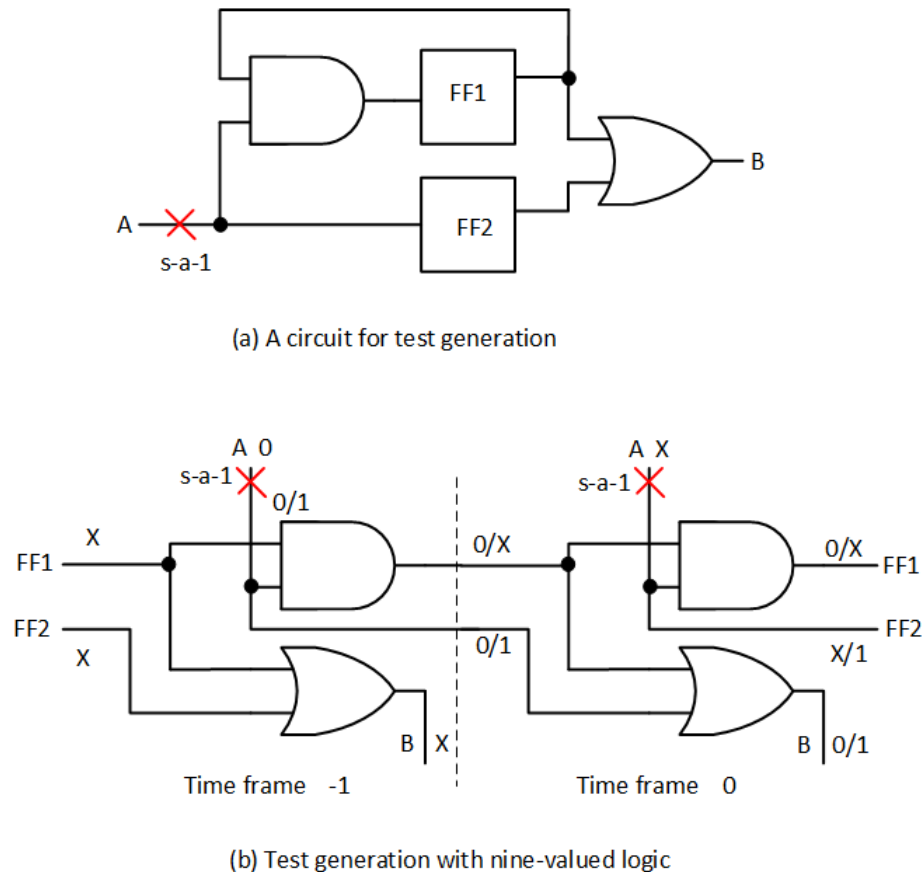 FF1
B
A
FF2
s-a-1
(a) A circuit for test generation
A 0
A X
s-a-1
s-a-1
0/1
X
0/X
0/X
FF1
FF1
FF2
0/1
FF2
X
X/1
B X
B 0/1
Time frame -1
Time frame 0
(b) Test generation with nine-valued logic